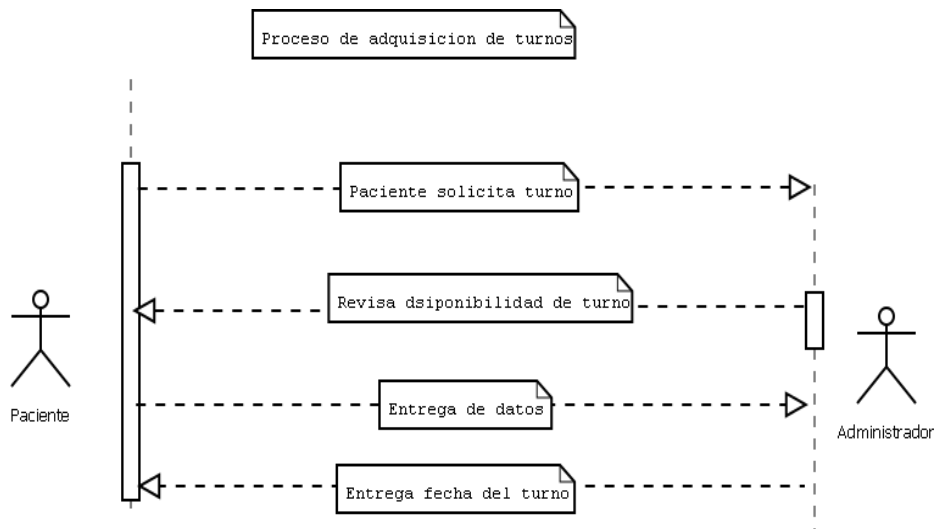 Proceso de adquisicion de turnos
Paciente solicita turno
Revisa dsiponibilidad de turno
Paciente
Entrega de datos
Administrador
Entrega fecha del turno